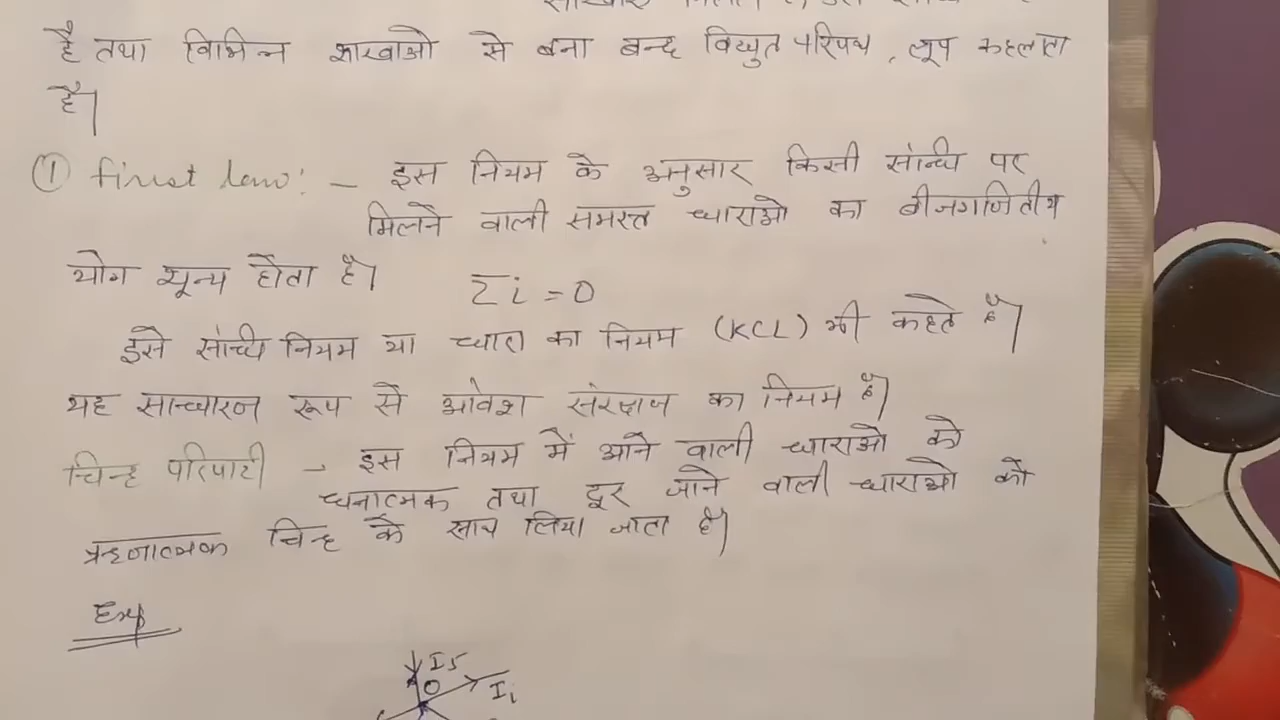 है तथा विभिन्न शाखाओ से बना बन्द विद्युत परिपथ, लूप कहलाता
है।
① first law: - इस नियम के अनुसार किसी संन्धि पर
मिलने वाली समस्त धाराओ का बीजगणितीय
योग शून्य होता है। Σi = 0
इसे संन्धि नियम या धारा का नियम (KCL) भी कहते है।
यह साधारण रूप से आवेश संरक्षण का नियम है।
चिन्ह परिपाटी - इस नियम में आने वाली धाराओ को
धनात्मक तथा दूर जाने वाली धाराओ को
ऋणात्मक चिन्ह के साथ लिया जाता है।
Exp
I5
O
I1